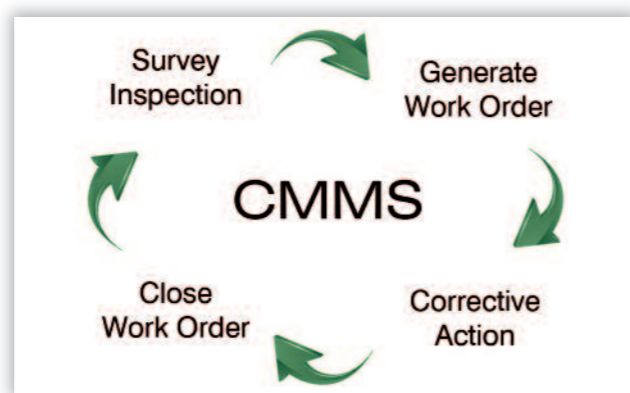 Survey
Inspection
Generate
Work Order
CMMS
Corrective
Action
Close
Work Order